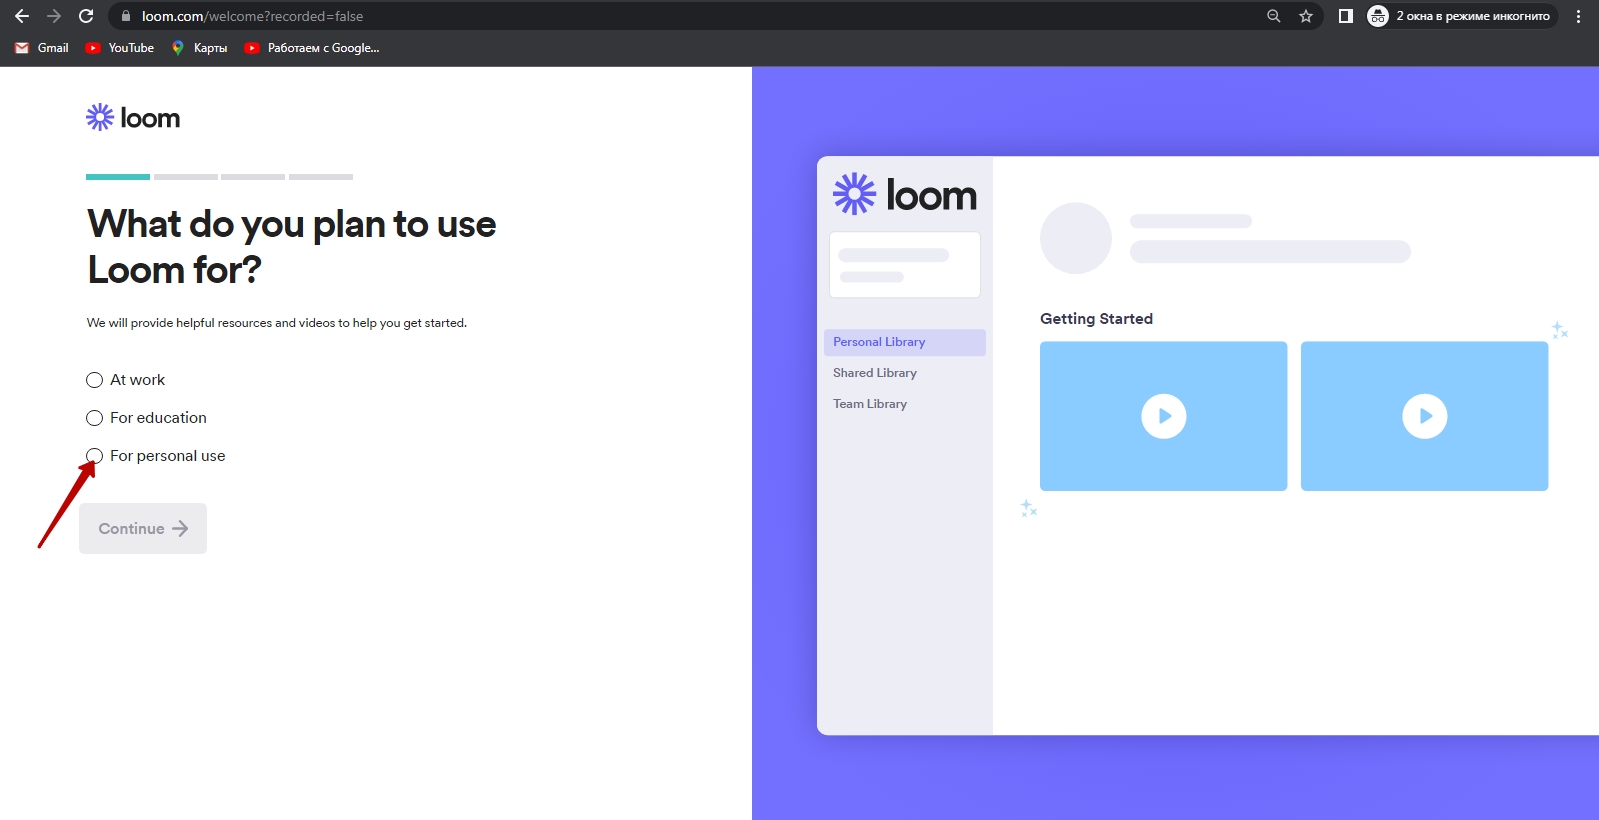 loom.com/welcome?recorded=false
2 окна в режиме инкогнито
Gmail
YouTube
Карты
Работаем с Google...
loom
What do you plan to use
Loom for?
We will provide helpful resources and videos to help you get started.
At work
For education
For personal use
Continue
loom
Personal Library
Shared Library
Team Library
Getting Started